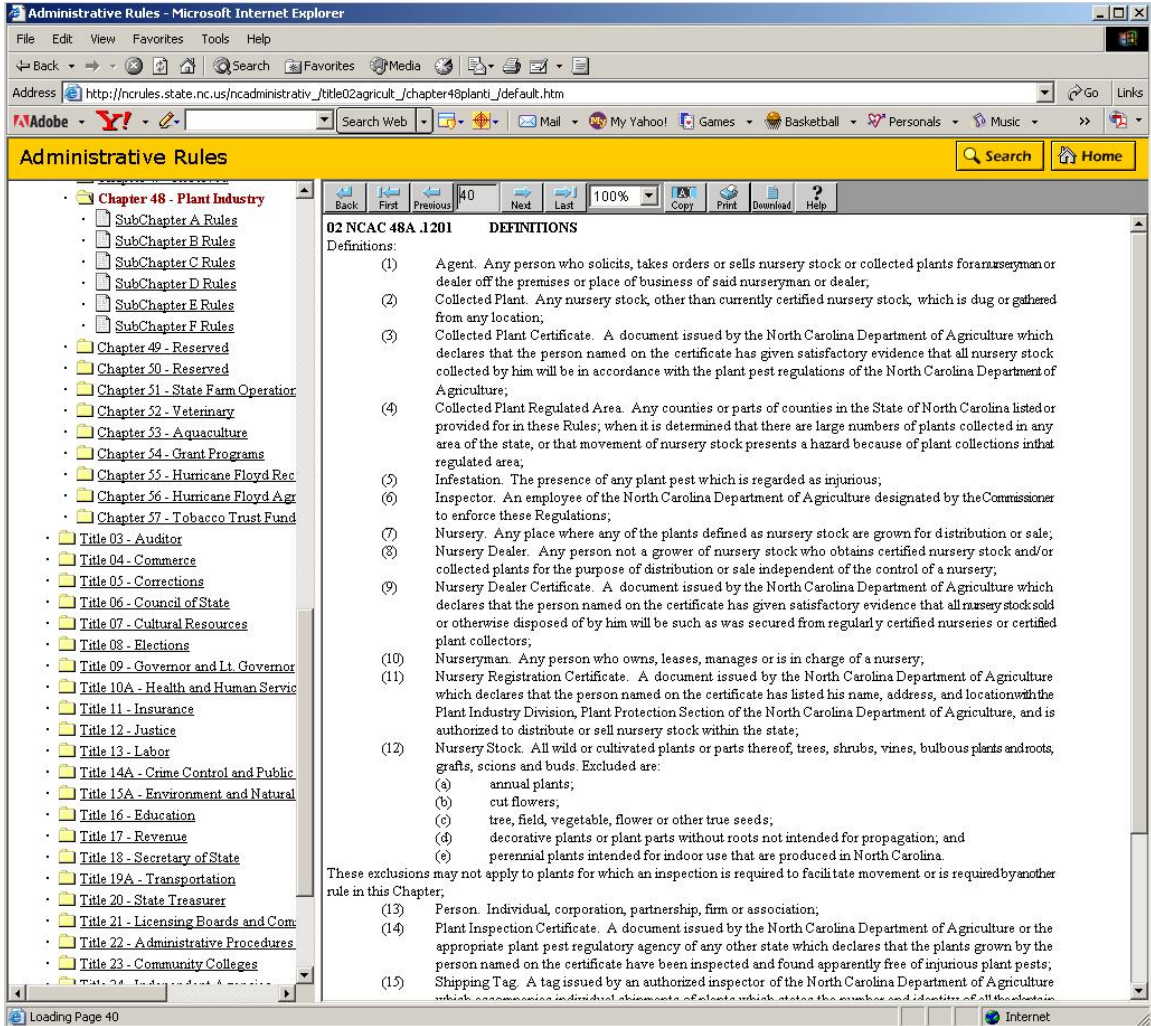 Administrative Rules - Microsoft Internet Explorer
File Edit View Favorites Tools Help
Back Search Favorites Media
Address http://ncrules.state.nc.us/ncadministrativ_/title02agricult_/chapter48planti_/default.htm Go Links
Adobe Y! Search Web Mail My Yahoo! Games Basketball Personals Music >>
Administrative Rules Search Home
Chapter 48 - Plant Industry
SubChapter A Rules
SubChapter B Rules
SubChapter C Rules
SubChapter D Rules
SubChapter E Rules
SubChapter F Rules
Chapter 49 - Reserved
Chapter 50 - Reserved
Chapter 51 - State Farm Operation
Chapter 52 - Veterinary
Chapter 53 - Aquaculture
Chapter 54 - Grant Programs
Chapter 55 - Hurricane Floyd Rec
Chapter 56 - Hurricane Floyd Agr
Chapter 57 - Tobacco Trust Fund
Title 03 - Auditor
Title 04 - Commerce
Title 05 - Corrections
Title 06 - Council of State
Title 07 - Cultural Resources
Title 08 - Elections
Title 09 - Governor and Lt. Governor
Title 10A - Health and Human Servic
Title 11 - Insurance
Title 12 - Justice
Title 13 - Labor
Title 14A - Crime Control and Public
Title 15A - Environment and Natural
Title 16 - Education
Title 17 - Revenue
Title 18 - Secretary of State
Title 19A - Transportation
Title 20 - State Treasurer
Title 21 - Licensing Boards and Com
Title 22 - Administrative Procedures
Title 23 - Community Colleges
Back First Previous 40 Next Last 100% Copy Print Download Help
02 NCAC 48A .1201 DEFINITIONS
Definitions:
(1) Agent. Any person who solicits, takes orders or sells nursery stock or collected plants for a nurseryman or
dealer off the premises or place of business of said nurseryman or dealer;
(2) Collected Plant. Any nursery stock, other than currently certified nursery stock, which is dug or gathered
from any location;
(3) Collected Plant Certificate. A document issued by the North Carolina Department of Agriculture which
declares that the person named on the certificate has given satisfactory evidence that all nursery stock
collected by him will be in accordance with the plant pest regulations of the North Carolina Department of
Agriculture;
(4) Collected Plant Regulated Area. Any counties or parts of counties in the State of North Carolina listed or
provided for in these Rules; when it is determined that there are large numbers of plants collected in any
area of the state, or that movement of nursery stock presents a hazard because of plant collections in that
regulated area;
(5) Infestation. The presence of any plant pest which is regarded as injurious;
(6) Inspector. An employee of the North Carolina Department of Agriculture designated by the Commissioner
to enforce these Regulations;
(7) Nursery. Any place where any of the plants defined as nursery stock are grown for distribution or sale;
(8) Nursery Dealer. Any person not a grower of nursery stock who obtains certified nursery stock and/or
collected plants for the purpose of distribution or sale independent of the control of a nursery;
(9) Nursery Dealer Certificate. A document issued by the North Carolina Department of Agriculture which
declares that the person named on the certificate has given satisfactory evidence that all nursery stock sold
or otherwise disposed of by him will be such as was secured from regularly certified nurseries or certified
plant collectors;
(10) Nurseryman. Any person who owns, leases, manages or is in charge of a nursery;
(11) Nursery Registration Certificate. A document issued by the North Carolina Department of Agriculture
which declares that the person named on the certificate has listed his name, address, and location with the
Plant Industry Division, Plant Protection Section of the North Carolina Department of Agriculture, and is
authorized to distribute or sell nursery stock within the state;
(12) Nursery Stock. All wild or cultivated plants or parts thereof, trees, shrubs, vines, bulbous plants and roots,
grafts, scions and buds. Excluded are:
(a) annual plants;
(b) cut flowers;
(c) tree, field, vegetable, flower or other true seeds;
(d) decorative plants or plant parts without roots not intended for propagation; and
(e) perennial plants intended for indoor use that are produced in North Carolina.
These exclusions may not apply to plants for which an inspection is required to facilitate movement or is required by another
rule in this Chapter;
(13) Person. Individual, corporation, partnership, firm or association;
(14) Plant Inspection Certificate. A document issued by the North Carolina Department of Agriculture or the
appropriate plant pest regulatory agency of any other state which declares that the plants grown by the
person named on the certificate have been inspected and found apparently free of injurious plant pests;
(15) Shipping Tag. A tag issued by an authorized inspector of the North Carolina Department of Agriculture
Loading Page 40 Internet